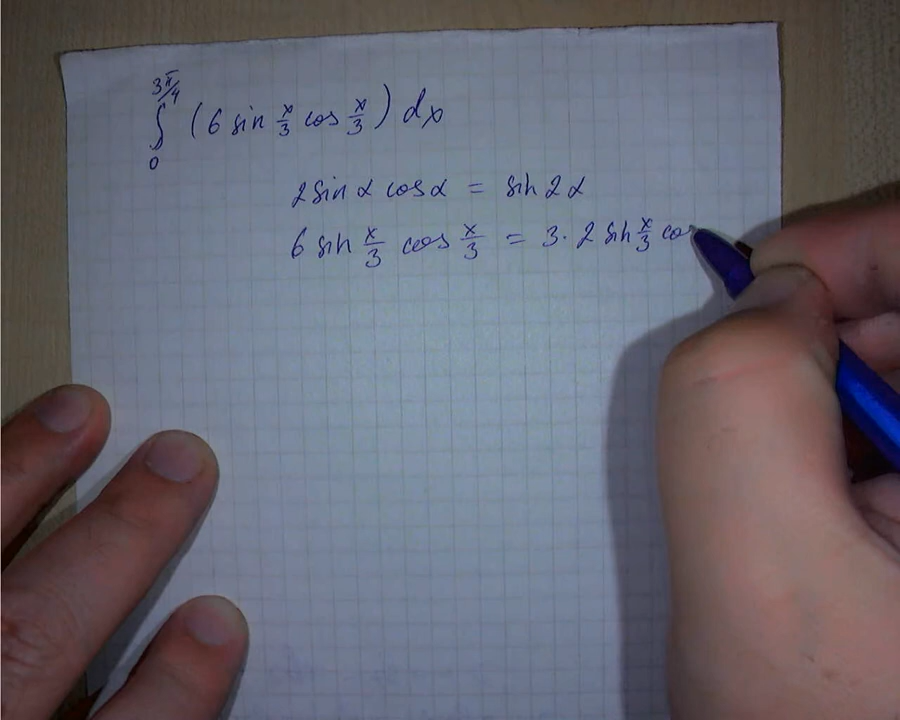 ∫₀^{3π/4} (6 sin x/3 cos x/3) dx
2 sin α cos α = sin 2α
6 sin x/3 cos x/3 = 3 · 2 sin x/3 cos